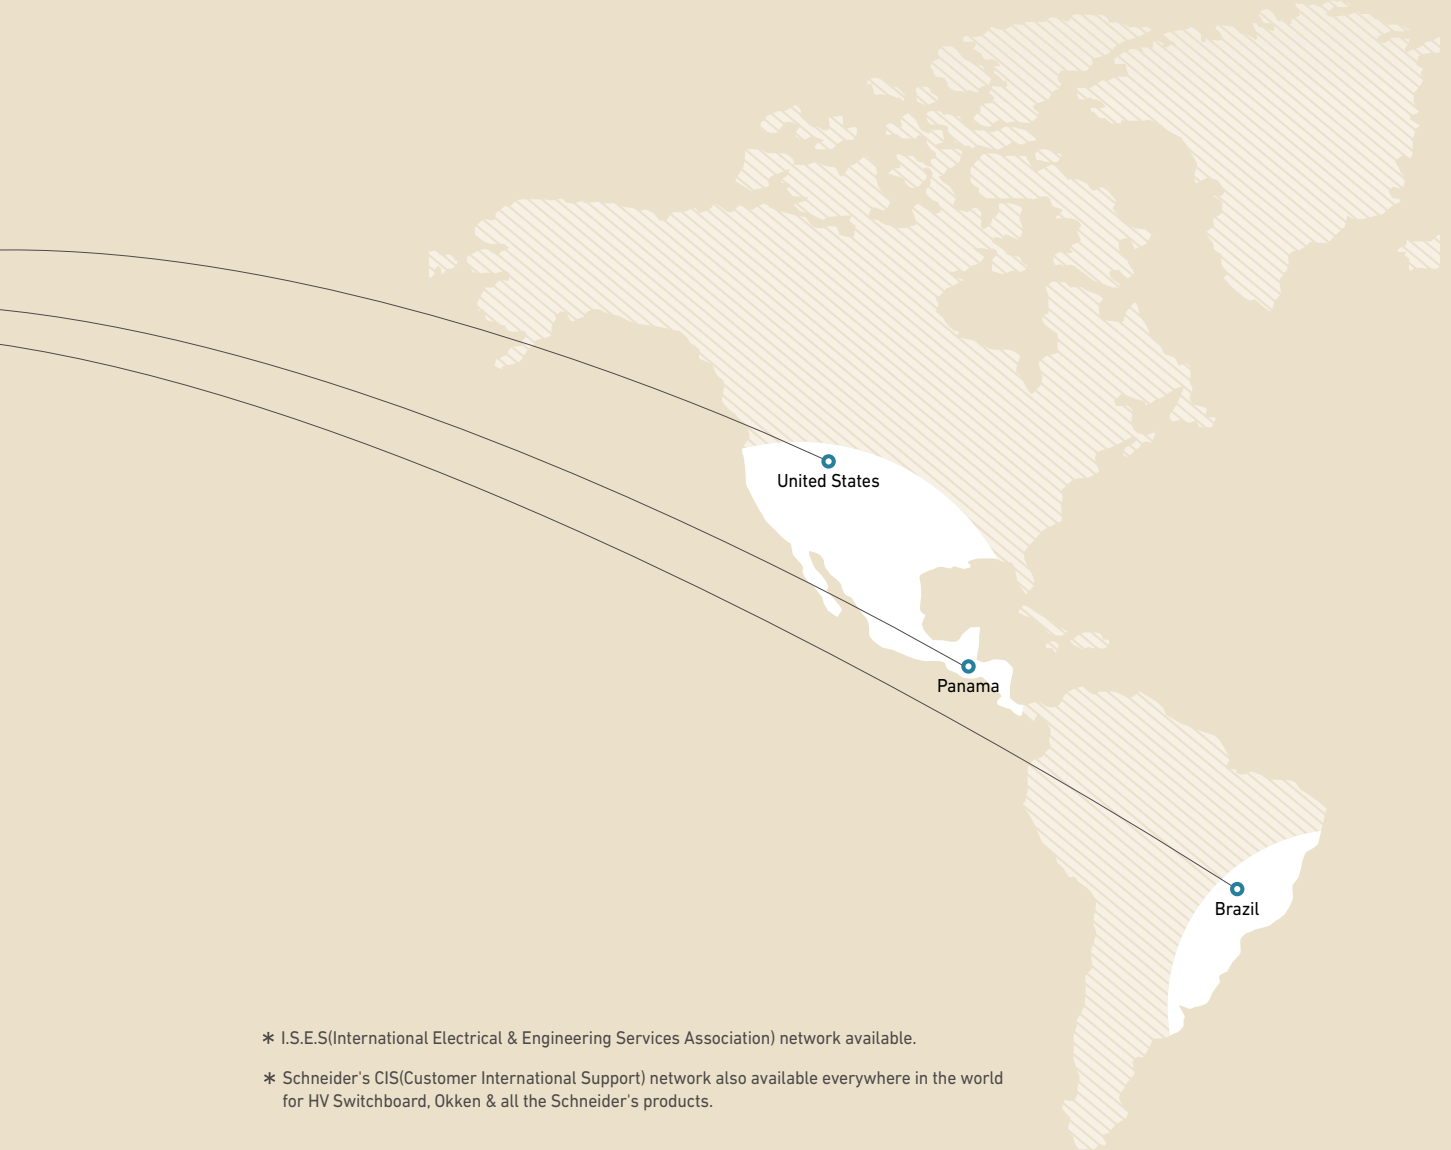 United States
Panama
Brazil
* I.S.E.S(International Electrical & Engineering Services Association) network available.
* Schneider's CIS(Customer International Support) network also available everywhere in the world
for HV Switchboard, Okken & all the Schneider's products.